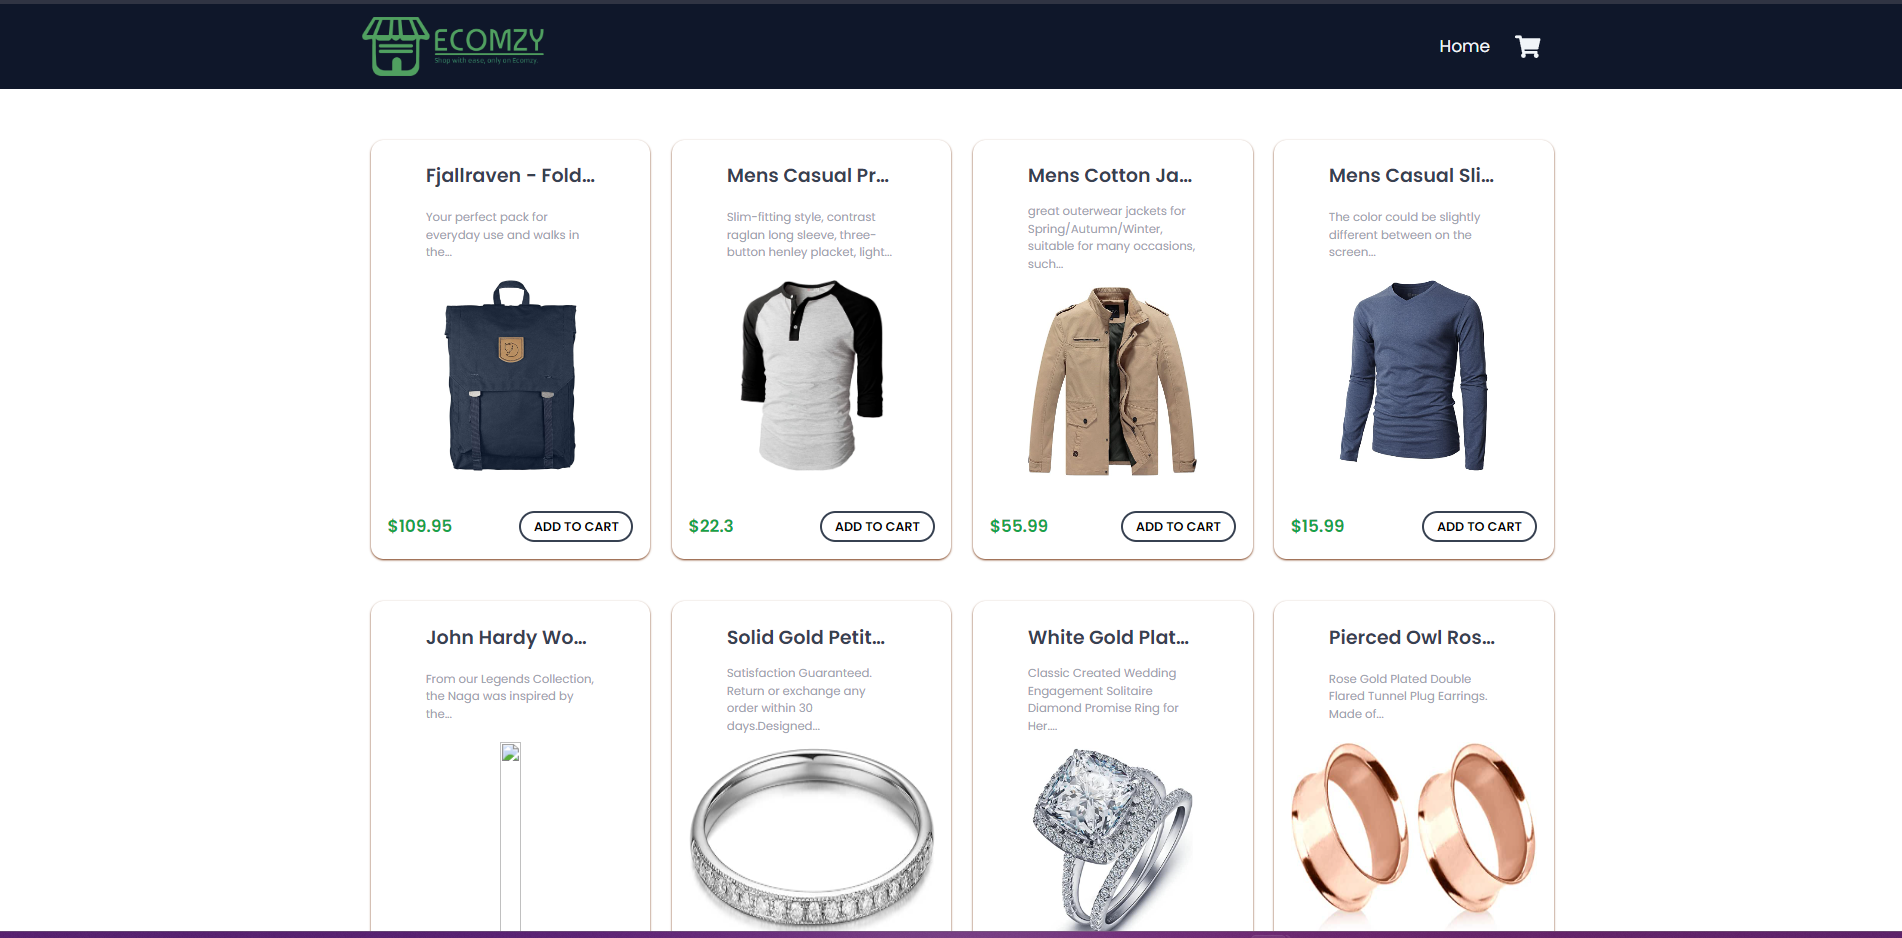 ECOMZY
Shop with ease, only on Ecomzy.
Home
Fjallraven - Fold...
Your perfect pack for
everyday use and walks in
the...
$109.95
ADD TO CART
Mens Casual Pr...
Slim-fitting style, contrast
raglan long sleeve, three-
button henley placket, light...
$22.3
ADD TO CART
Mens Cotton Ja...
great outerwear jackets for
Spring/Autumn/Winter,
suitable for many occasions,
such...
$55.99
ADD TO CART
Mens Casual Sli...
The color could be slightly
different between on the
screen...
$15.99
ADD TO CART
John Hardy Wo...
From our Legends Collection,
the Naga was inspired by
the...
Solid Gold Petit...
Satisfaction Guaranteed.
Return or exchange any
order within 30
days.Designed...
White Gold Plat...
Classic Created Wedding
Engagement Solitaire
Diamond Promise Ring for
Her....
Pierced Owl Ros...
Rose Gold Plated Double
Flared Tunnel Plug Earrings.
Made of...